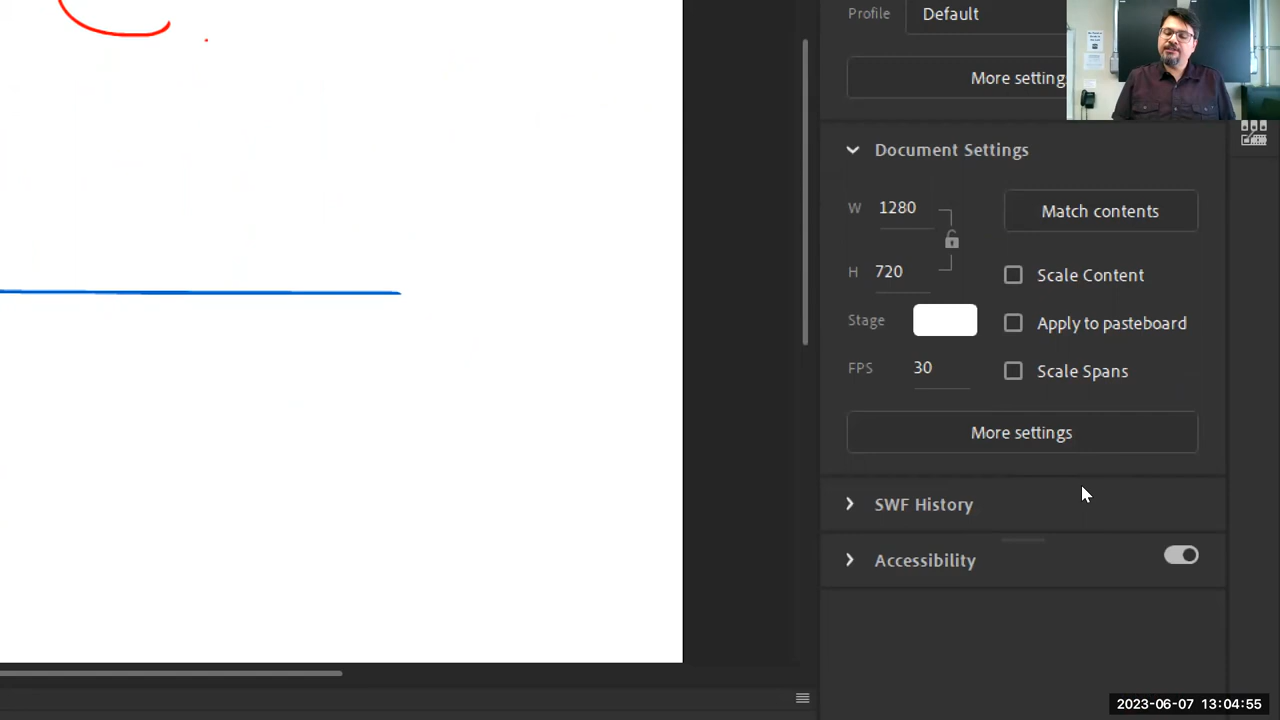 Profile Default
More setting
Document Settings
W 1280
Match contents
H 720
Scale Content
Stage
Apply to pasteboard
FPS 30
Scale Spans
More settings
SWF History
Accessibility
2023-06-07 13:04:55